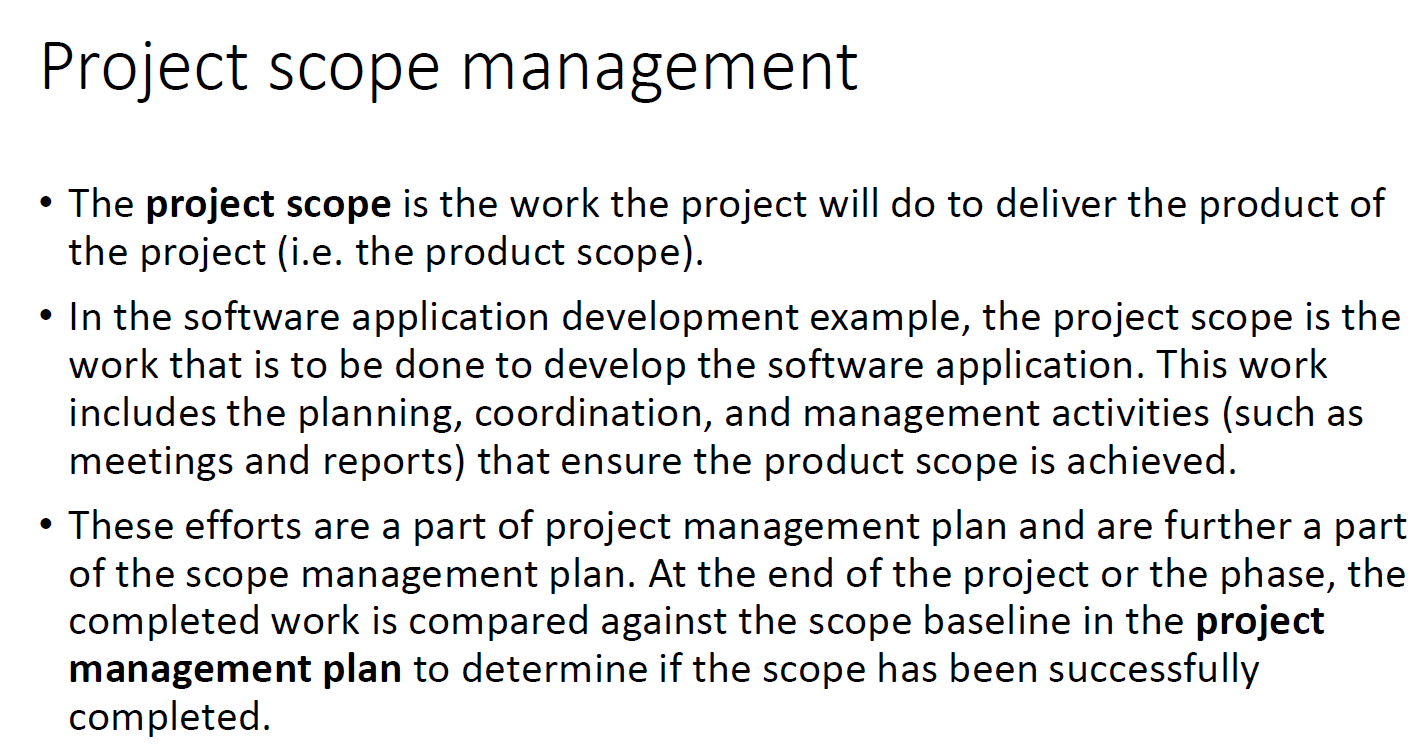 Project scope management
• The project scope is the work the project will do to deliver the product of
the project (i.e. the product scope).
• In the software application development example, the project scope is the
work that is to be done to develop the software application. This work
includes the planning, coordination, and management activities (such as
meetings and reports) that ensure the product scope is achieved.
• These efforts are a part of project management plan and are further a part
of the scope management plan. At the end of the project or the phase, the
completed work is compared against the scope baseline in the project
management plan to determine if the scope has been successfully
completed.